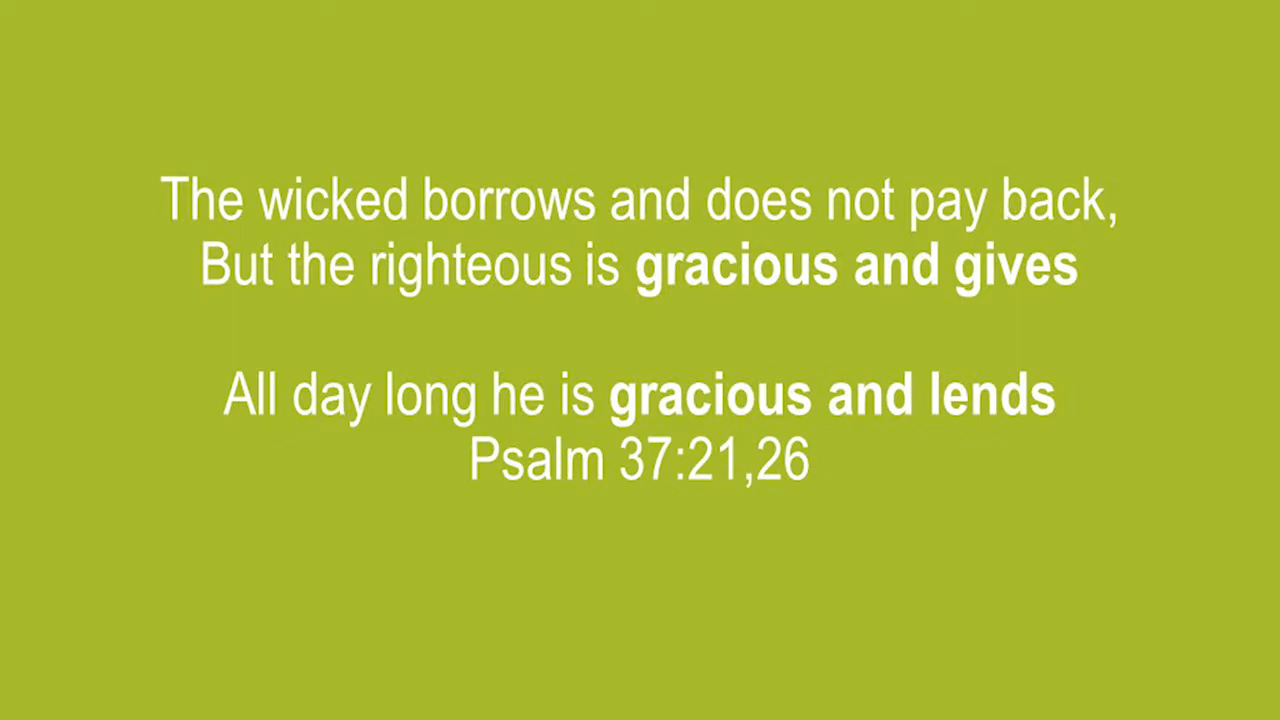 The wicked borrows and does not pay back,
But the righteous is gracious and gives
All day long he is gracious and lends
Psalm 37:21,26